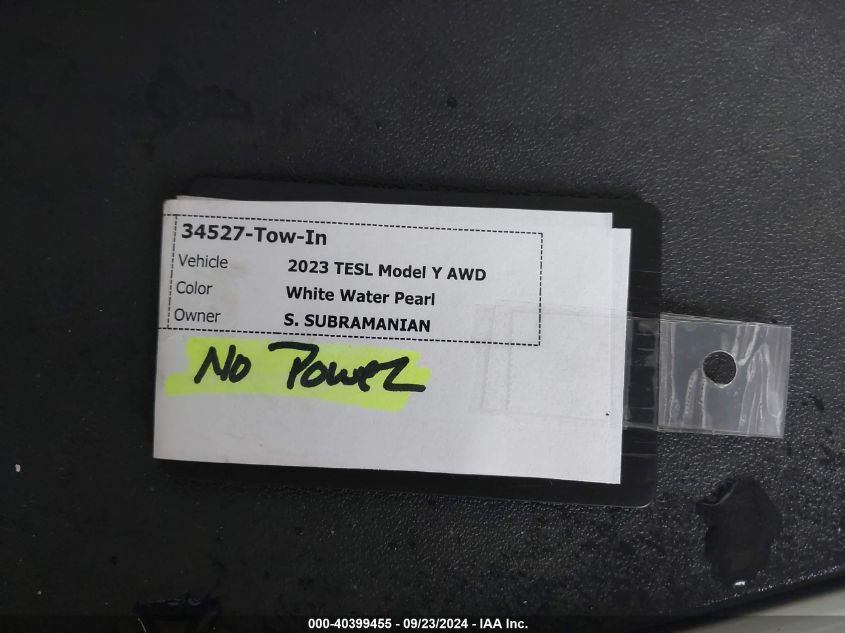 34527-Tow-In
Vehicle 2023 TESL Model Y AWD
Color White Water Pearl
Owner S. SUBRAMANIAN
No Power
000-40399455 - 09/23/2024 - IAA Inc.